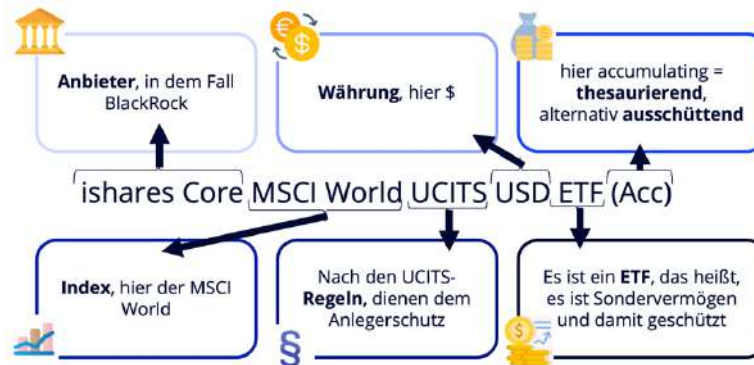 Anbieter, in dem Fall
BlackRock
Währung, hier $
hier accumulating =
thesaurierend,
alternativ ausschüttend
ishares Core MSCI World UCITS USD ETF (Acc)
Index, hier der MSCI
World
Nach den UCITS-
Regeln, dienen dem
Anlegerschutz
§
Es ist ein ETF, das heißt,
es ist Sondervermögen
und damit geschützt